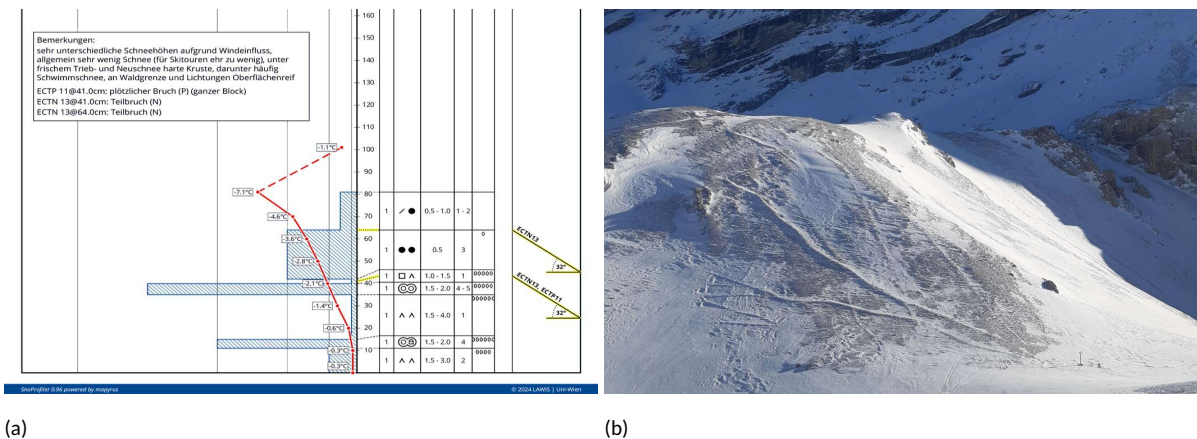 Bemerkungen:
sehr unterschiedliche Schneehöhen aufgrund Windeinfluss,
allgemein sehr wenig Schnee (für Skitouren ehr zu wenig), unter
frischem Trieb- und Neuschnee harte Kruste, darunter häufig
Schwimmschnee, an Waldgrenze und Lichtungen Oberflächenreif
ECTP 11@41.0cm: plötzlicher Bruch (P) (ganzer Block)
ECTN 13@41.0cm: Teilbruch (N)
ECTN 13@64.0cm: Teilbruch (N)
160
150
140
130
120
110
-1.1°C 100
90
-7.1°C 80
-4.6°C 70 1 0.5 - 1.0 1 - 2
-3.6°C 60 0 ECTN13
-2.8°C 50 1 0.5 3 32°
-2.1°C 40 1 1.0 - 1.5 1 00000
1 1.5 - 2.0 4 - 5 ECTN13, ECTP11
-1.4°C 30 1 1.5 - 4.0 1 000000
-0.6°C 20 32°
1 1.5 - 2.0 4 000000
-0.3°C 10 0000
-0.3°C 1 1.5 - 3.0 2
SnoProfiler 0.96 powered by mapyrus
© 2024 LAWIS | Uni-Wien
(a)
(b)